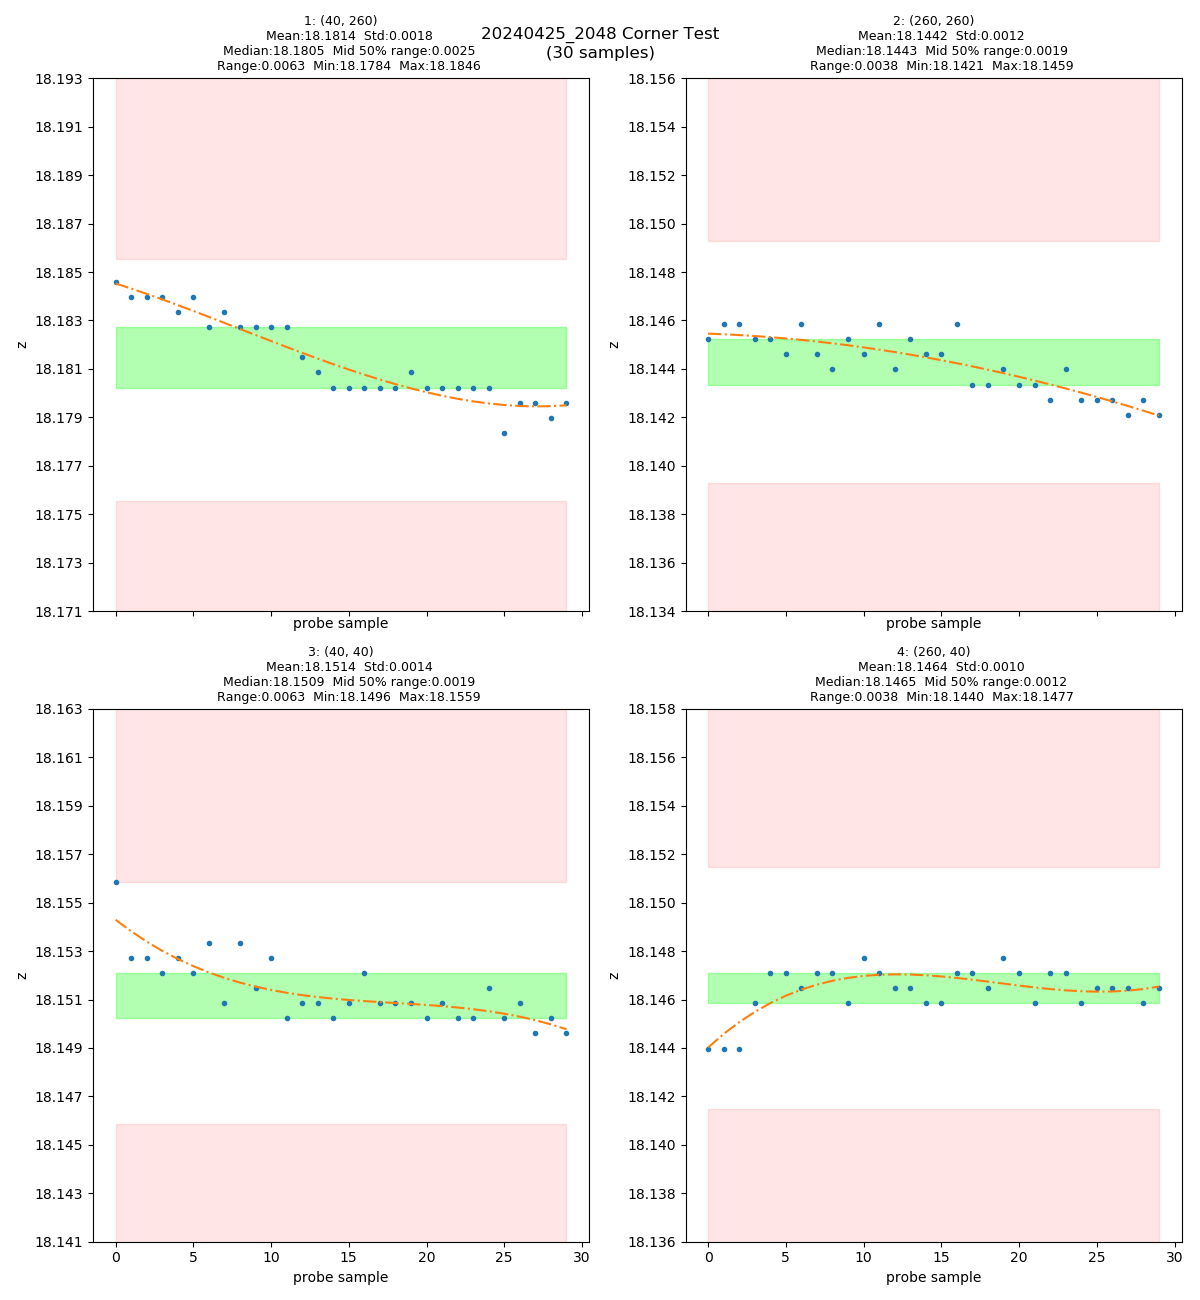 20240425_2048 Corner Test
(30 samples)
1: (40, 260)
Mean:18.1814  Std:0.0018
Median:18.1805  Mid 50% range:0.0025
Range:0.0063  Min:18.1784  Max:18.1846
18.193
18.191
18.189
18.187
18.185
18.183
18.181
18.179
18.177
18.175
18.173
18.171
z
probe sample
2: (260, 260)
Mean:18.1442  Std:0.0012
Median:18.1443  Mid 50% range:0.0019
Range:0.0038  Min:18.1421  Max:18.1459
18.156
18.154
18.152
18.150
18.148
18.146
18.144
18.142
18.140
18.138
18.136
18.134
z
probe sample
3: (40, 40)
Mean:18.1514  Std:0.0014
Median:18.1509  Mid 50% range:0.0019
Range:0.0063  Min:18.1496  Max:18.1559
18.163
18.161
18.159
18.157
18.155
18.153
18.151
18.149
18.147
18.145
18.143
18.141
z
0 5 10 15 20 25 30
probe sample
4: (260, 40)
Mean:18.1464  Std:0.0010
Median:18.1465  Mid 50% range:0.0012
Range:0.0038  Min:18.1440  Max:18.1477
18.158
18.156
18.154
18.152
18.150
18.148
18.146
18.144
18.142
18.140
18.138
18.136
z
0 5 10 15 20 25 30
probe sample